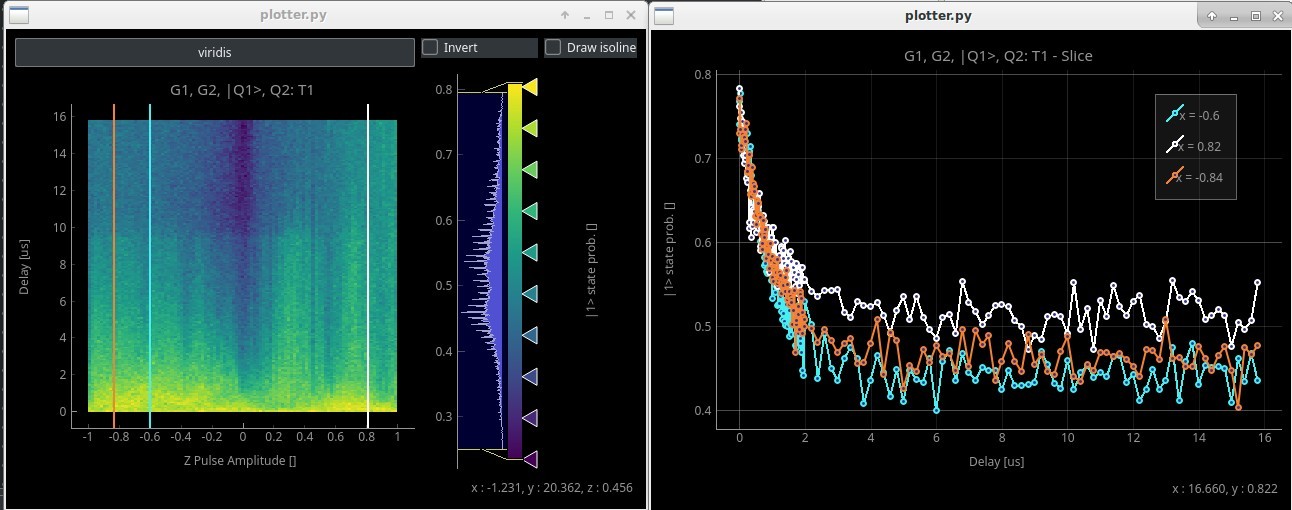 plotter.py
viridis
Invert
Draw isoline
G1, G2, |Q1>, Q2: T1
16
14
12
10
8
6
4
2
0
Delay [us]
-1 -0.8 -0.6 -0.4 -0.2 0 0.2 0.4 0.6 0.8 1
Z Pulse Amplitude []
0.8
0.7
0.6
0.5
0.4
0.3
|1> state prob. []
x : -1.231, y : 20.362, z : 0.456
plotter.py
G1, G2, |Q1>, Q2: T1 - Slice
0.8
0.7
0.6
0.5
0.4
|1> state prob. []
x = -0.6
x = 0.82
x = -0.84
0 2 4 6 8 10 12 14 16
Delay [us]
x : 16.660, y : 0.822